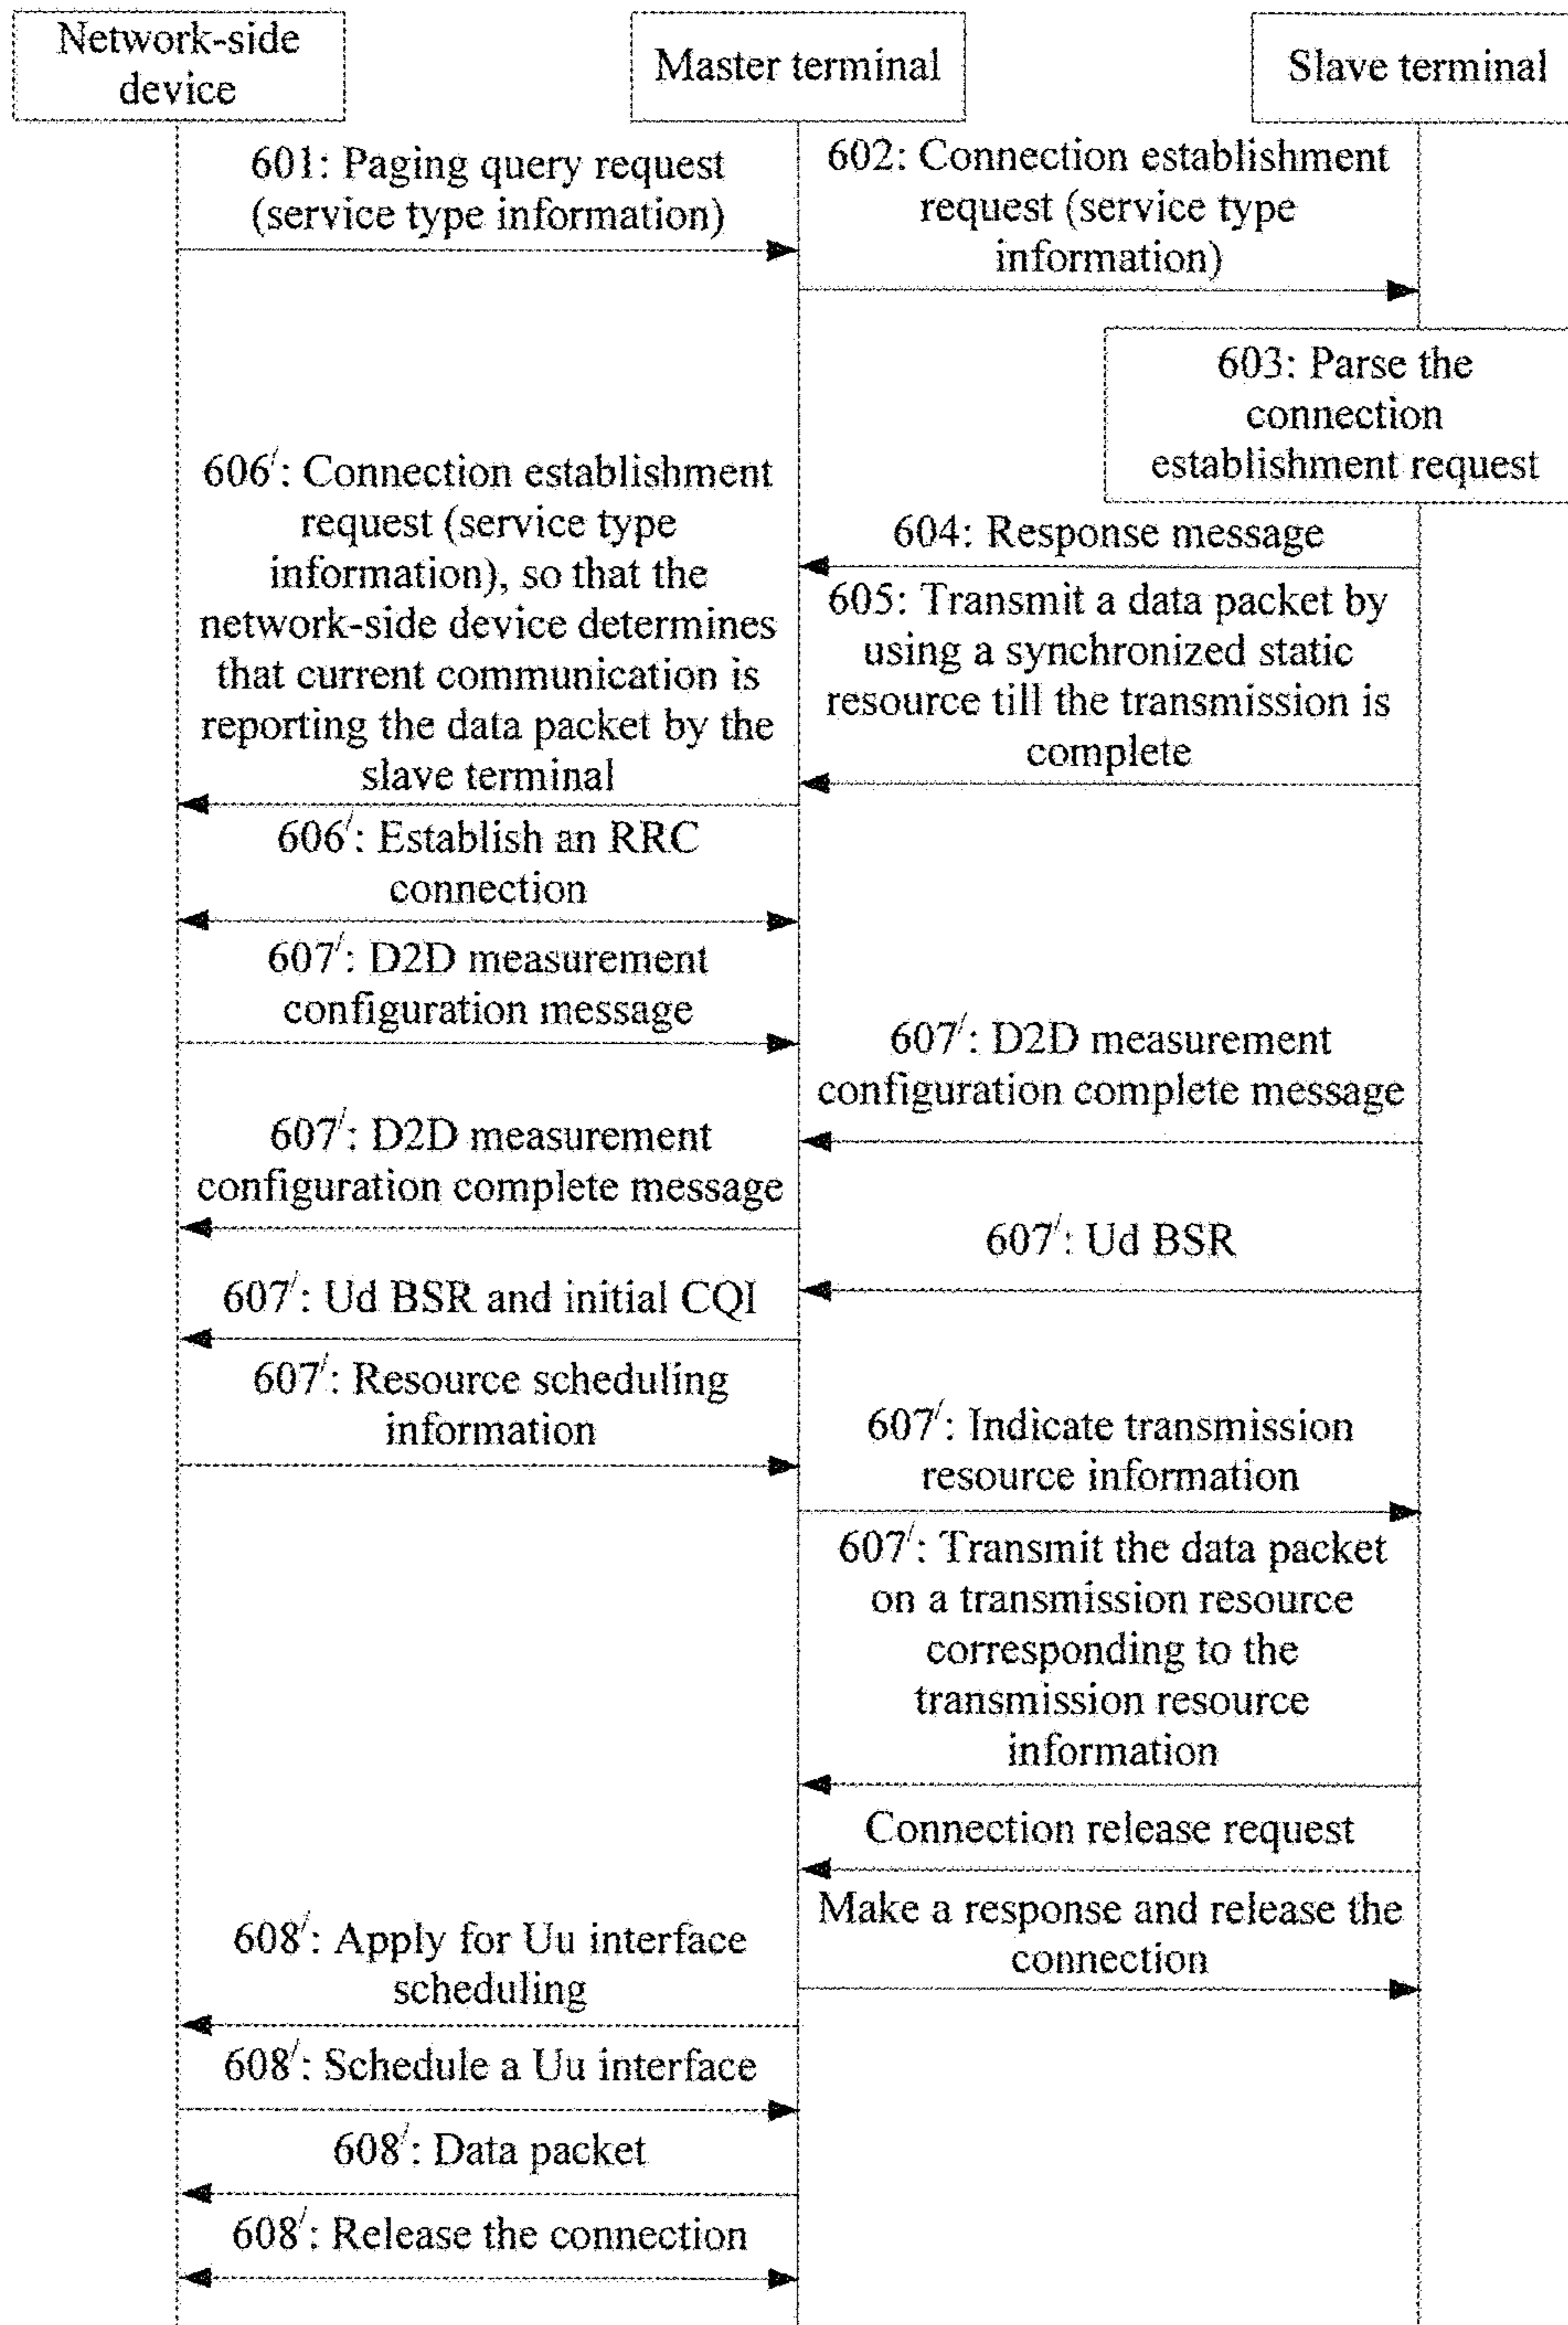 Network-side
device
Master terminal
Slave terminal
601: Paging query request
(service type information)
602: Connection establishment
request (service type
information)
603: Parse the
connection
establishment request
604: Response message
605: Transmit a data packet by
using a synchronized static
resource till the transmission is
complete
606′: Connection establishment
request (service type
information), so that the
network-side device determines
that current communication is
reporting the data packet by the
slave terminal
606′: Establish an RRC
connection
607′: D2D measurement
configuration message
607′: D2D measurement
configuration complete message
607′: D2D measurement
configuration complete message
607′: Ud BSR
607′: Ud BSR and initial CQI
607′: Resource scheduling
information
607′: Indicate transmission
resource information
607′: Transmit the data packet
on a transmission resource
corresponding to the
transmission resource
information
Connection release request
Make a response and release the
connection
608′: Apply for Uu interface
scheduling
608′: Schedule a Uu interface
608′: Data packet
608′: Release the connection